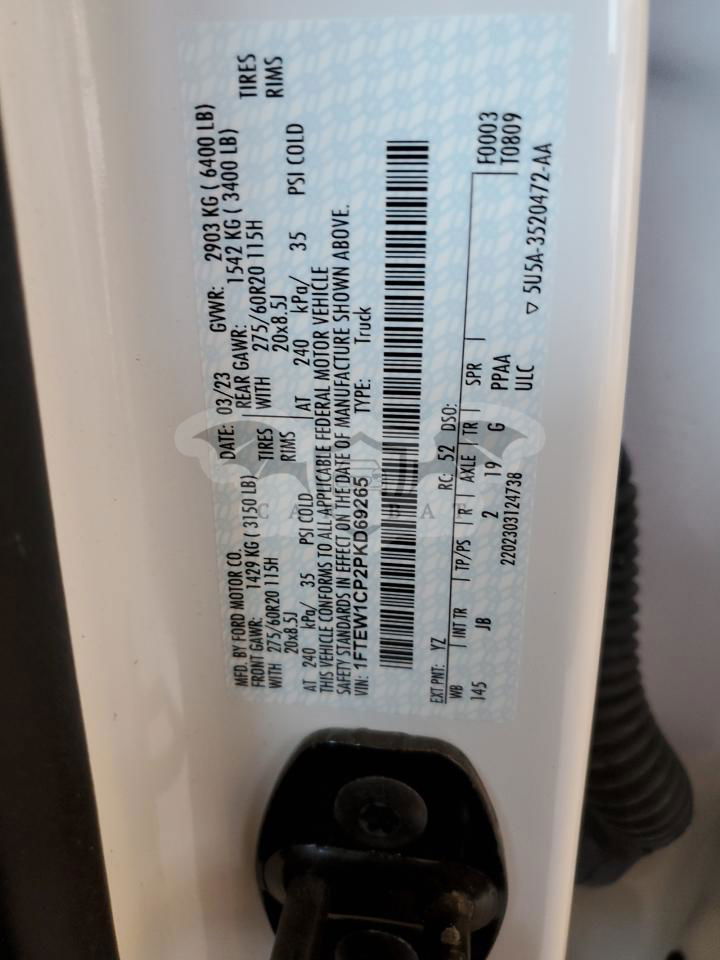 MFD. BY FORD MOTOR CO. DATE: 03/23 GVWR: 2903 KG ( 6400 LB)
FRONT GAWR: 1429 KG ( 3150 LB) REAR GAWR: 1542 KG ( 3400 LB)
WITH 275/60R20 115H TIRES WITH 275/60R20 115H TIRES
20x8.5J RIMS 20x8.5J RIMS
AT 240 kPa/ 35 PSI COLD AT 240 kPa/ 35 PSI COLD
THIS VEHICLE CONFORMS TO ALL APPLICABLE FEDERAL MOTOR VEHICLE
SAFETY STANDARDS IN EFFECT ON THE DATE OF MANUFACTURE SHOWN ABOVE.
VIN: 1FTEW1CP2PKD69265 TYPE: Truck
EXT PNT: YZ RC: 52 DSO:
WB INT TR TP/PS R AXLE TR SPR F0003
145 JB 2 19 G PPAA T0809
2202303124738 ULC ▽ 5U5A-3520472-AA
CAR BAT